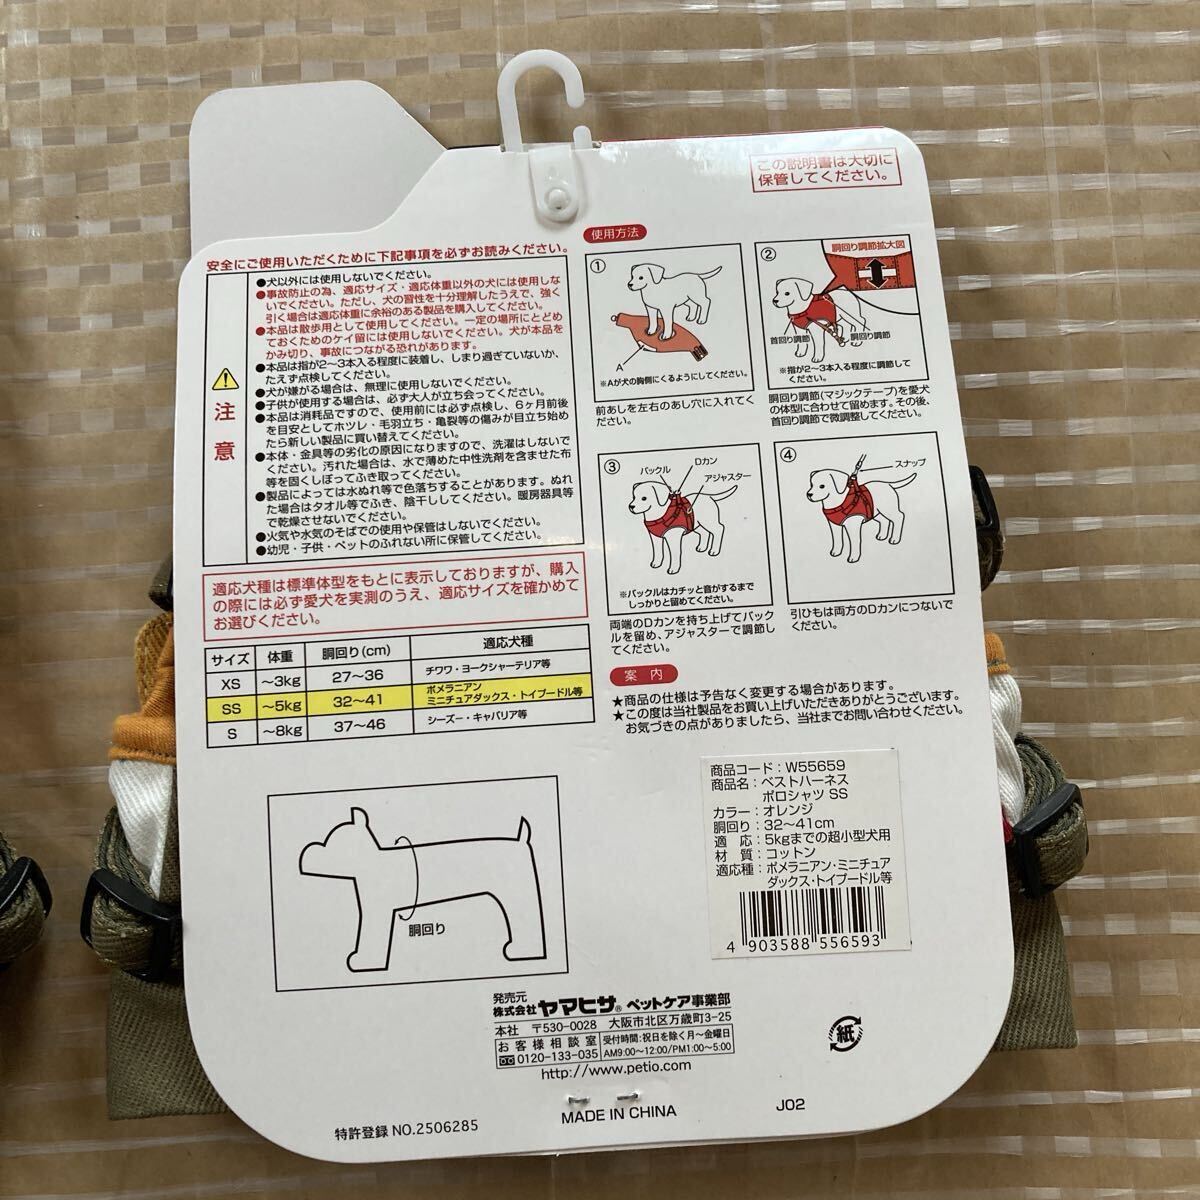 この説明書は大切に
保管してください。
安全にご使用いただくために下記事項を必ずお読みください。
注意
●犬以外には使用しないでください。
●事故防止の為、適応サイズ・適応体重以外の犬には使用しな
いでください。ただし、犬の習性を十分理解したうえで、強く
引く場合は適応体重に余裕のある製品を購入してください。
●本品は散歩用として使用してください。一定の場所にとどめ
ておくためのケイ留には使用しないでください。犬が本品を
かみ切り、事故につながる恐れがあります。
●本品は指が2〜3本入る程度に装着し、しまり過ぎていないか、
たえず点検してください。
●犬が嫌がる場合は、無理に使用しないでください。
●子供が使用する場合は、必ず大人が立ち会ってください。
●本品は消耗品ですので、使用前には必ず点検し、6ヶ月前後
を目安としてホツレ・毛羽立ち・亀裂等の傷みが目立ち始め
たら新しい製品に買い替えてください。
●本体・金具等の劣化の原因になりますので、洗濯はしないで
ください。汚れた場合は、水で薄めた中性洗剤を含ませた布
等を固くしぼってふき取ってください。
●製品によっては水ぬれ等で色落ちすることがあります。ぬれ
た場合はタオル等でふき、陰干ししてください。暖房器具等
で乾燥させないでください。
●火気や水気のそばでの使用や保管はしないでください。
●幼児・子供・ペットのふれない所に保管してください。
適応犬種は標準体型をもとに表示しておりますが、購入
の際には必ず愛犬を実測のうえ、適応サイズを確かめて
お選びください。
サイズ 体重 胴回り(cm) 適応犬種
XS 〜3kg 27〜36 チワワ・ヨークシャーテリア等
SS 〜5kg 32〜41 ポメラニアン
ミニチュアダックス・トイプードル等
S 〜8kg 37〜46 シーズー・キャバリア等
胴回り
使用方法
①
A
※Aが犬の胸側にくるようにしてください。
前あしを左右のあし穴に入れてく
ださい。
②
胴回り調節拡大図
首回り調節
胴回り調節
※指が2〜3本入る程度に調節して
ください。
胴回り調節(マジックテープ)を愛犬
の体型に合わせて留めます。その後、
首回り調節で微調整してください。
③
バックル
Dカン
アジャスター
※バックルはカチッと音がするまで
しっかりと留めてください。
両端のDカンを持ち上げてバック
ルを留め、アジャスターで調節し
てください。
④
スナップ
引ひもは両方のDカンにつないで
ください。
案内
★商品の仕様は予告なく変更する場合があります。
★この度は当社製品をお買い上げいただきありがとうございます。
お気づきの点がありましたら、当社までお問い合わせください。
商品コード：W55659
商品名：ベストハーネス
ポロシャツ SS
カラー：オレンジ
胴回り：32〜41cm
適応：5kgまでの超小型犬用
材質：コットン
適応種：ポメラニアン・ミニチュア
ダックス・トイプードル等
4 903588 556593
発売元
株式会社 ヤマヒサ® ペットケア事業部
本社 〒530-0028 大阪市北区万歳町3-25
お客様相談室
0120-133-035
受付時間：祝日を除く月〜金曜日
AM9:00〜12:00/PM1:00〜5:00
http://www.petio.com
紙
MADE IN CHINA
J02
特許登録 NO.2506285